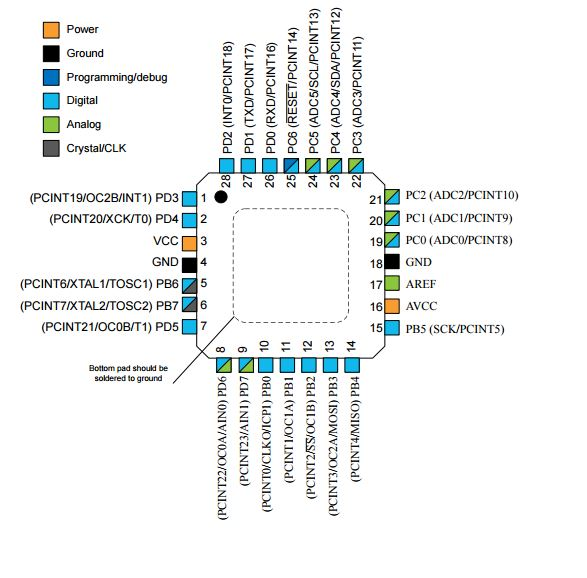 Power
Ground
Programming/debug
Digital
Analog
Crystal/CLK
PD2 (INT0/PCINT18)
PD1 (TXD/PCINT17)
PD0 (RXD/PCINT16)
PC6 (RESET/PCINT14)
PC5 (ADC5/SCL/PCINT13)
PC4 (ADC4/SDA/PCINT12)
PC3 (ADC3/PCINT11)
28
27
26
25
24
23
22
(PCINT19/OC2B/INT1) PD3 1
(PCINT20/XCK/T0) PD4 2
VCC 3
GND 4
(PCINT6/XTAL1/TOSC1) PB6 5
(PCINT7/XTAL2/TOSC2) PB7 6
(PCINT21/OC0B/T1) PD5 7
21 PC2 (ADC2/PCINT10)
20 PC1 (ADC1/PCINT9)
19 PC0 (ADC0/PCINT8)
18 GND
17 AREF
16 AVCC
15 PB5 (SCK/PCINT5)
8
9
10
11
12
13
14
Bottom pad should be
soldered to ground
(PCINT22/OC0A/AIN0) PD6
(PCINT23/AIN1) PD7
(PCINT0/CLKO/ICP1) PB0
(PCINT1/OC1A) PB1
(PCINT2/SS/OC1B) PB2
(PCINT3/OC2A/MOSI) PB3
(PCINT4/MISO) PB4